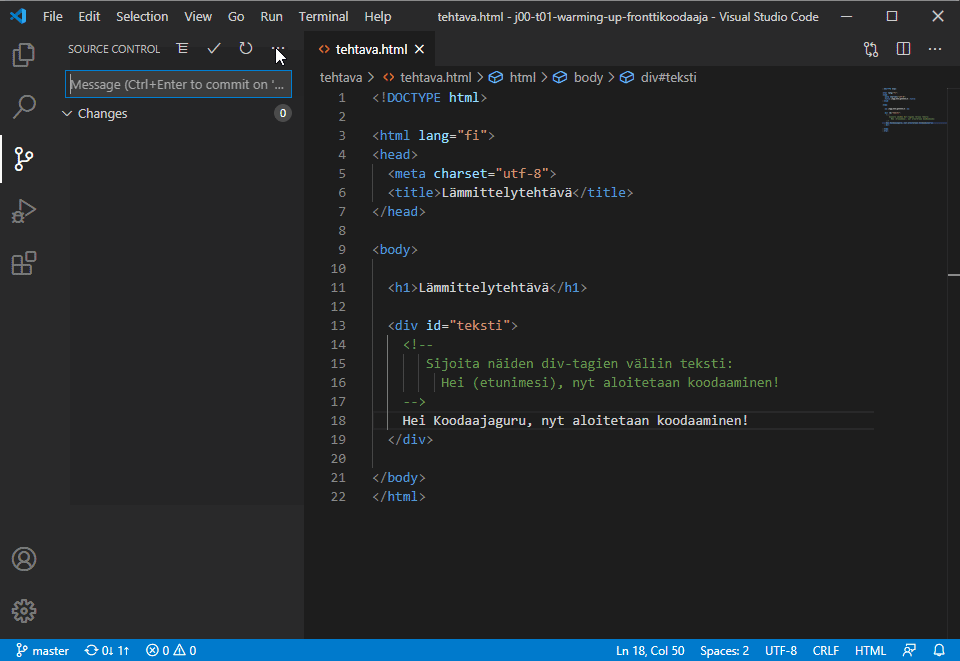 File Edit Selection View Go Run Terminal Help tehtava.html - j00-t01-warming-up-fronttikoodaaja - Visual Studio Code
SOURCE CONTROL
Message (Ctrl+Enter to commit on '...
Changes 0
tehtava.html
tehtava > tehtava.html > html > body > div#teksti
1 <!DOCTYPE html>
2
3 <html lang="fi">
4 <head>
5 <meta charset="utf-8">
6 <title>Lämmittelytehtävä</title>
7 </head>
8
9 <body>
10
11 <h1>Lämmittelytehtävä</h1>
12
13 <div id="teksti">
14 <!--
15 Sijoita näiden div-tagien väliin teksti:
16 Hei (etunimesi), nyt aloitetaan koodaaminen!
17 -->
18 Hei Koodaajaguru, nyt aloitetaan koodaaminen!
19 </div>
20
21 </body>
22 </html>
master 0↓ 1↑ 0 0 Ln 18, Col 50 Spaces: 2 UTF-8 CRLF HTML